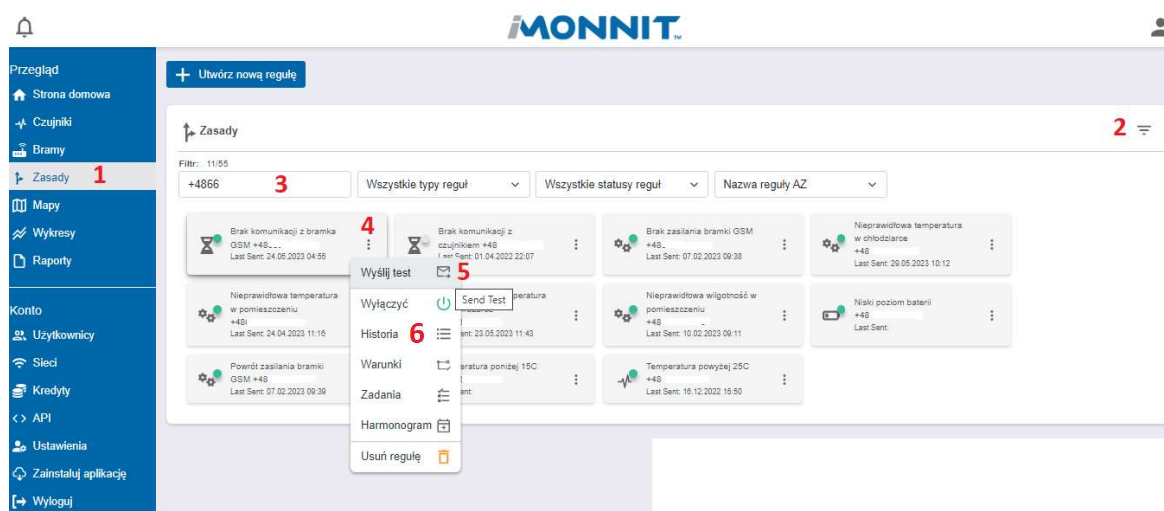 iMONNIT™
Przegląd
Strona domowa
Czujniki
Bramy
Zasady 1
Mapy
Wykresy
Raporty
Konto
Użytkownicy
Sieci
Kredyty
<> API
Ustawienia
Zainstaluj aplikację
Wyloguj
+ Utwórz nową regułę
Zasady
2
Filtr: 11/55
+4866 3
Wszystkie typy reguł
Wszystkie statusy reguł
Nazwa reguły AZ
Brak komunikacji z bramka
GSM +48
Last Sent: 24.05.2023 04:55
4
Brak komunikacji z
czujnikiem +48
Last Sent: 01.04.2022 22:07
Brak zasilania bramki GSM
+48
Last Sent: 07.02.2023 09:38
Nieprawidłowa temperatura
w chłodziarce
+48
Last Sent: 29.05.2023 10:12
Nieprawidłowa temperatura
w pomieszczeniu
+48
Last Sent: 24.04.2023 11:16
peratura
ent: 23.05.2023 11:43
Nieprawidłowa wilgotność w
pomieszczeniu
+48
Last Sent: 10.02.2023 09:11
Niski poziom baterii
+48
Last Sent:
Powrót zasilania bramki
GSM +48
Last Sent: 07.02.2023 09:39
eratura poniżej 15C
ent:
Temperatura powyżej 25C
+48
Last Sent: 16.12.2022 15:50
Wyślij test 5
Wyłączyć
Send Test
Historia 6
Warunki
Zadania
Harmonogram
Usuń regułę